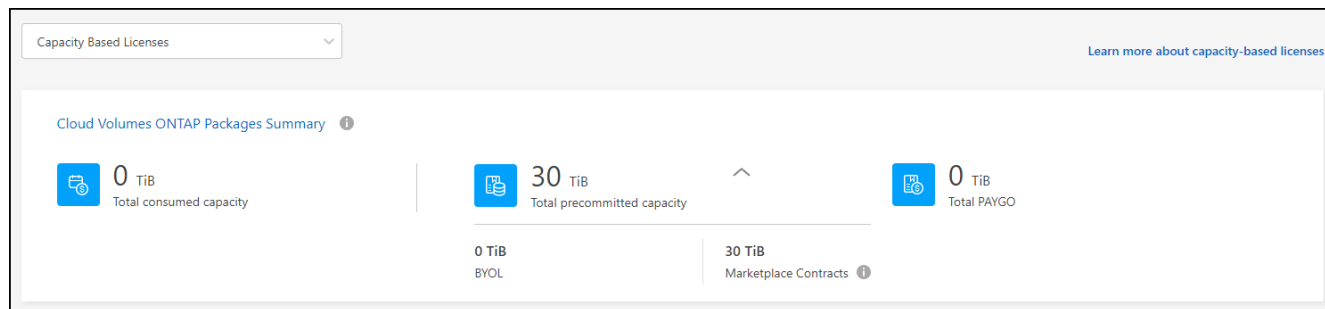 Capacity Based Licenses
Learn more about capacity-based licenses
Cloud Volumes ONTAP Packages Summary
0 TiB
Total consumed capacity
30 TiB
Total precommitted capacity
0 TiB
Total PAYGO
0 TiB
BYOL
30 TiB
Marketplace Contracts